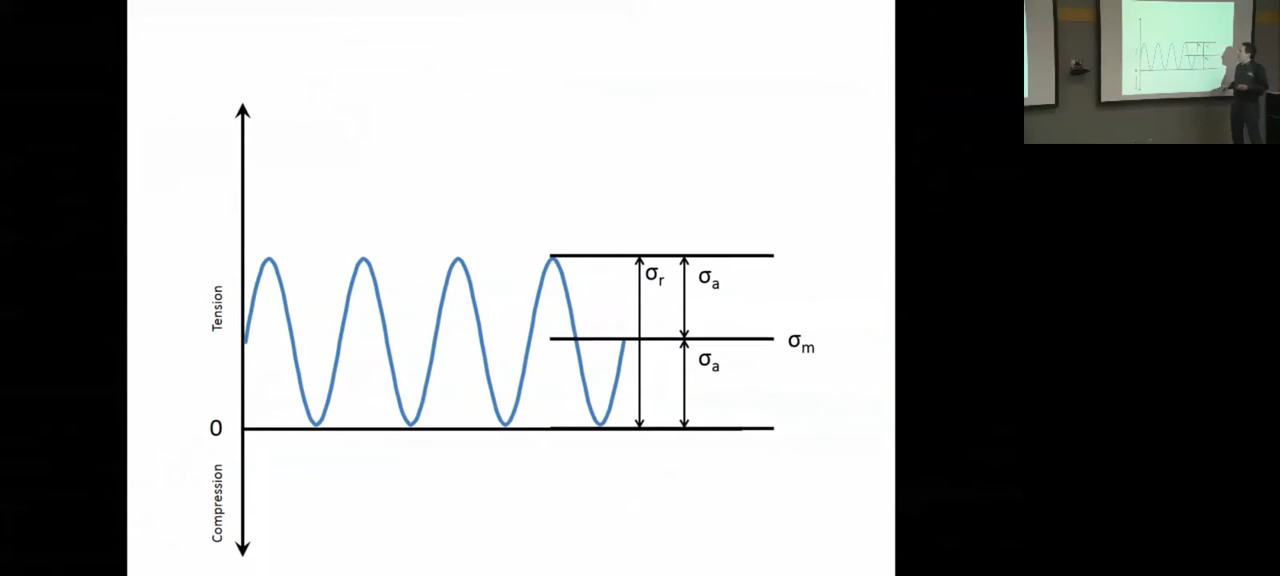 Tension
σr
σa
σm
σa
0
Compression